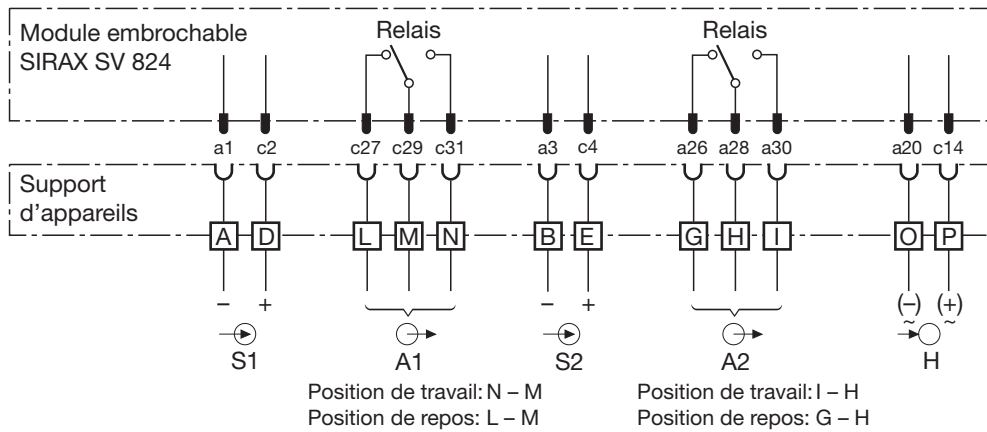 Module embrochable
SIRAX SV 824
Relais
Relais
a1 c2 c27 c29 c31 a3 c4 a26 a28 a30 a20 c14
Support
d’appareils
A D L M N B E G H I O P
– + – + (–) (+)
~ ~
S1 A1 S2 A2 H
Position de travail: N – M
Position de repos: L – M
Position de travail: I – H
Position de repos: G – H